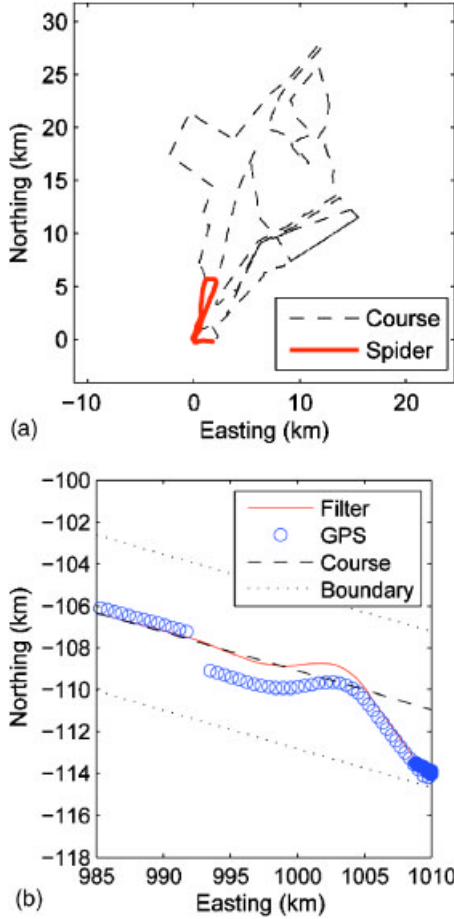 30
25
20
15
10
5
0
Northing (km)
Course
Spider
−10
0
10
20
(a)
Easting (km)
−100
−102
−104
−106
−108
−110
−112
−114
−116
−118
Northing (km)
Filter
GPS
Course
Boundary
985
990
995
1000
1005
1010
(b)
Easting (km)